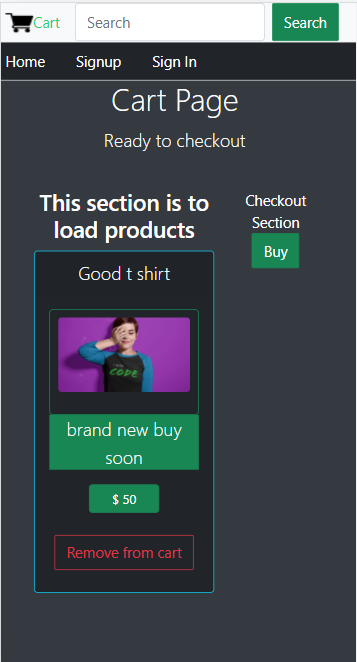 Cart Search Search
Home Signup Sign In
Cart Page
Ready to checkout
This section is to
load products
Good t shirt
CODE
brand new buy
soon
$ 50
Remove from cart
Checkout
Section
Buy